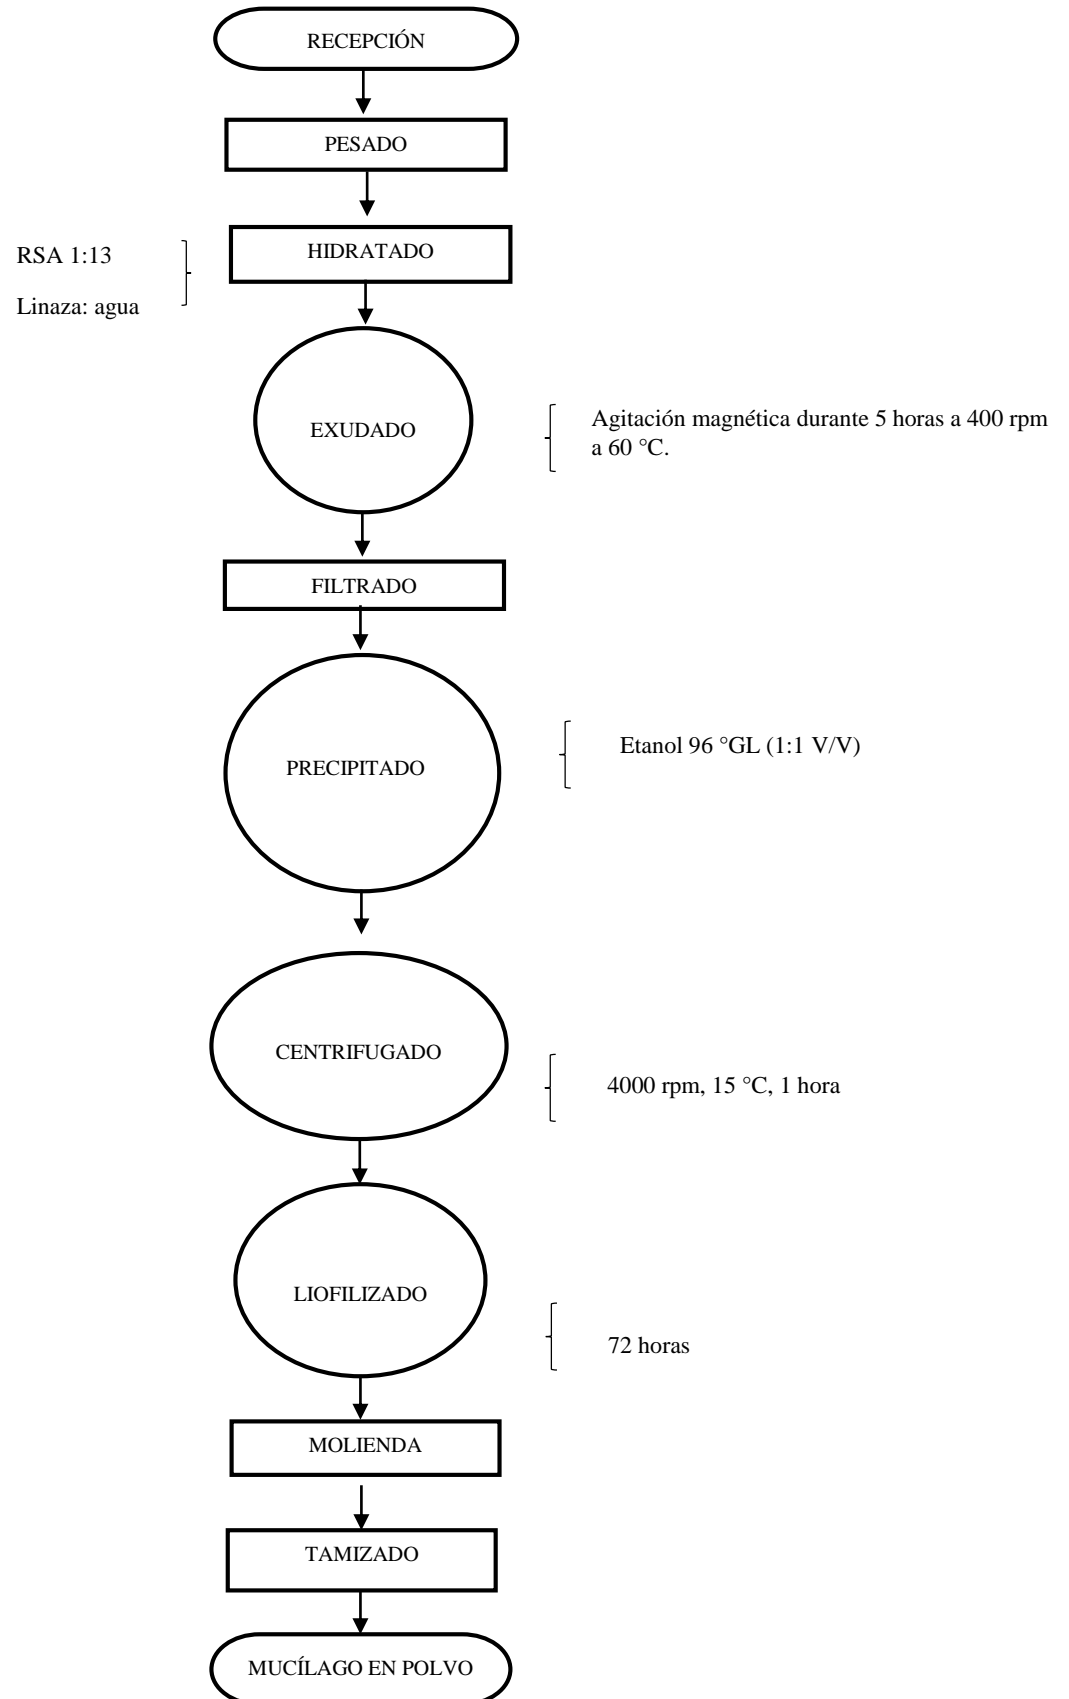 RECEPCIÓN
PESADO
HIDRATADO
RSA 1:13
Linaza: agua
EXUDADO
Agitación magnética durante 5 horas a 400 rpm
a 60 °C.
FILTRADO
PRECIPITADO
Etanol 96 °GL (1:1 V/V)
CENTRIFUGADO
4000 rpm, 15 °C, 1 hora
LIOFILIZADO
72 horas
MOLIENDA
TAMIZADO
MUCÍLAGO EN POLVO